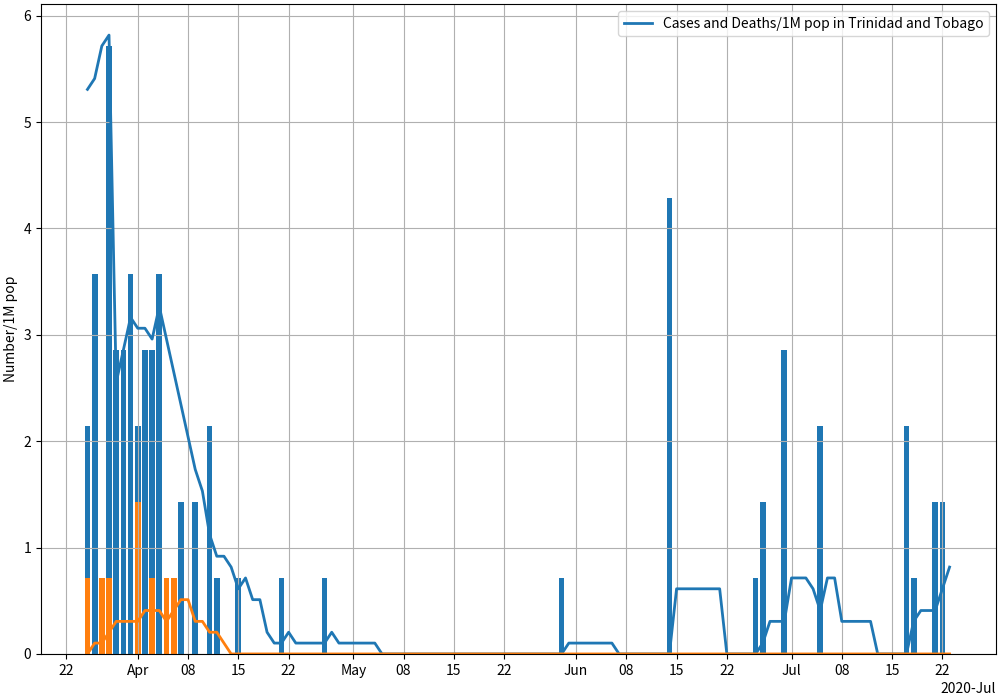 Cases and Deaths/1M pop in Trinidad and Tobago
Number/1M pop
6
5
4
3
2
1
0
22 Apr 08 15 22 May 08 15 22 Jun 08 15 22 Jul 08 15 22
2020-Jul